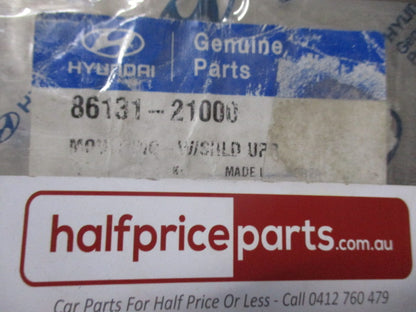 HYUNDAI
Genuine
Parts
86131-21000
W/SHLD
MADE
halfpriceparts.com.au
Car Parts For Half Price Or Less - Call 0412 760 479